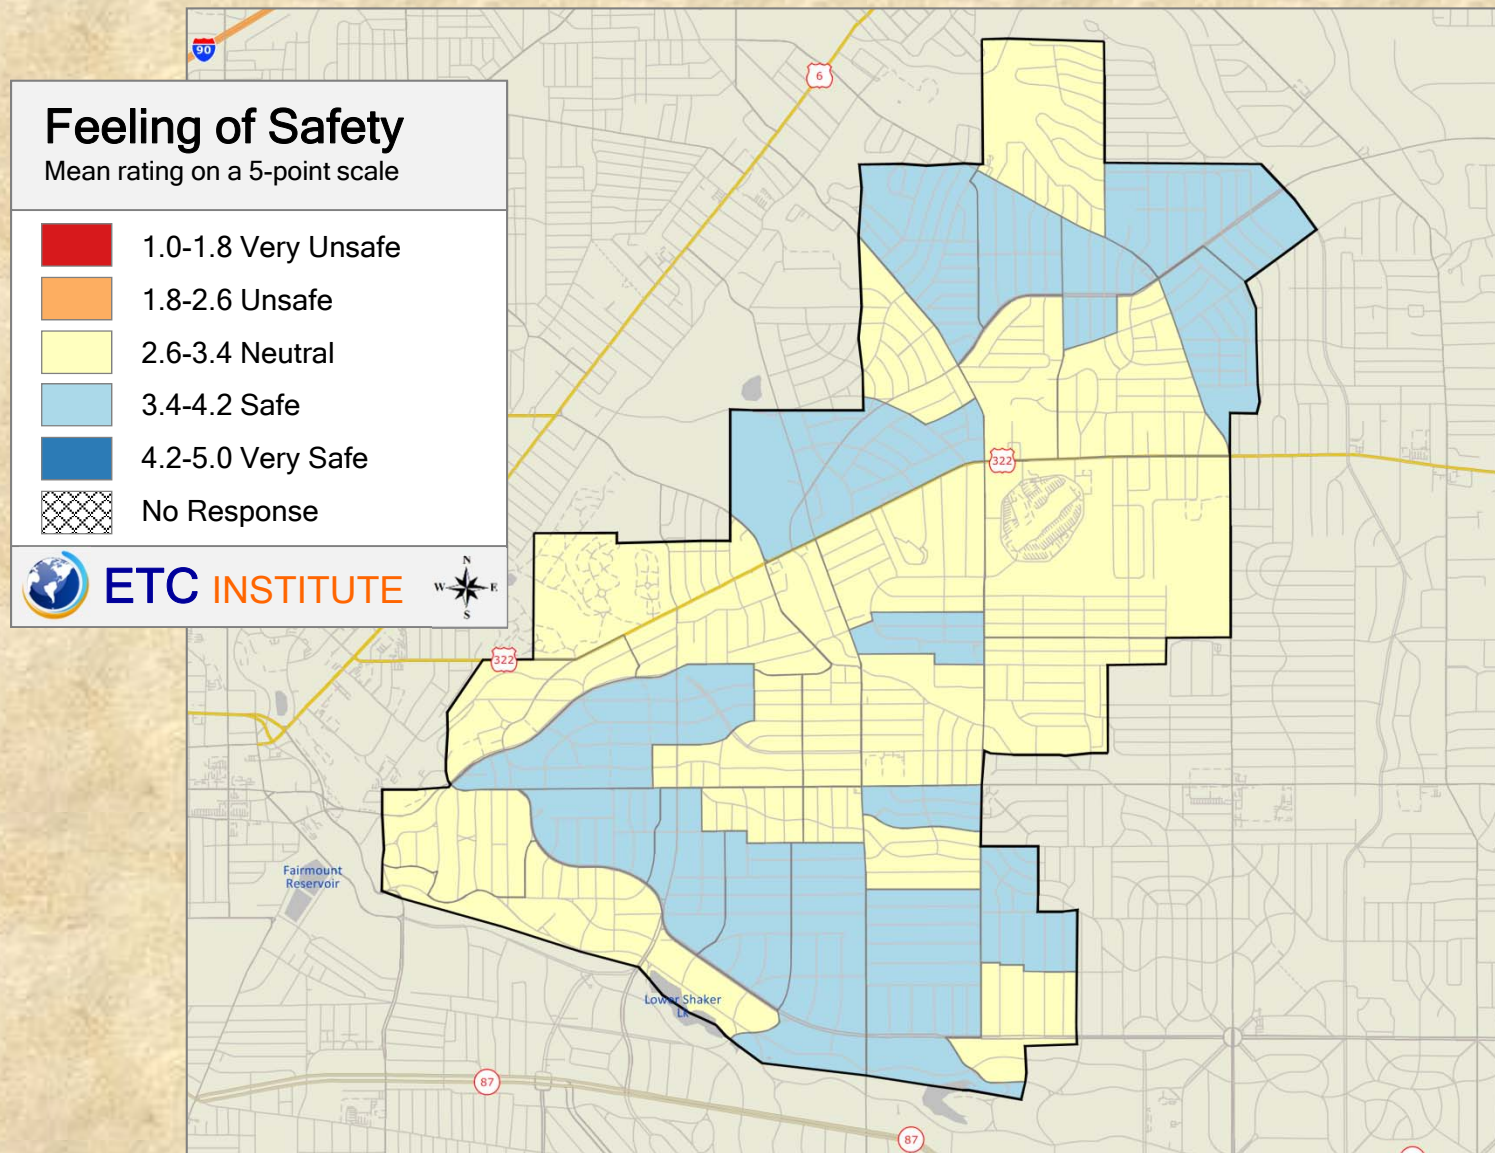 90
6
Feeling of Safety
Mean rating on a 5-point scale
1.0-1.8 Very Unsafe
1.8-2.6 Unsafe
2.6-3.4 Neutral
3.4-4.2 Safe
4.2-5.0 Very Safe
No Response
ETC INSTITUTE
N
W E
S
322
322
Fairmount
Reservoir
Lower Shaker
Lk
87
87